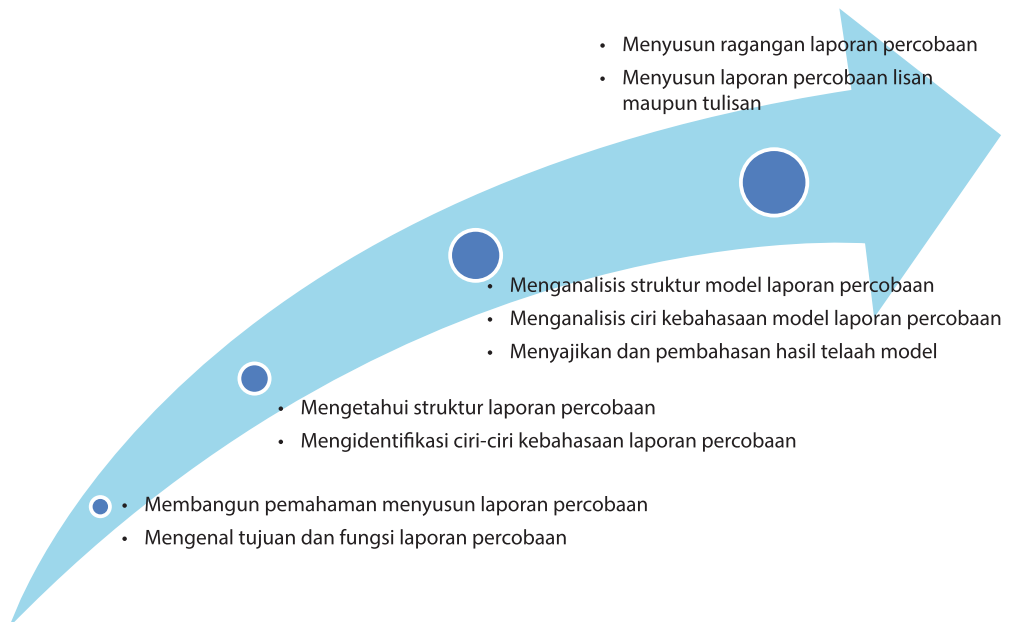 • Menyusun ragangan laporan percobaan
• Menyusun laporan percobaan lisan
maupun tulisan
• Menganalisis struktur model laporan percobaan
• Menganalisis ciri kebahasaan model laporan percobaan
• Menyajikan dan pembahasan hasil telaah model
• Mengetahui struktur laporan percobaan
• Mengidentifikasi ciri-ciri kebahasaan laporan percobaan
• Membangun pemahaman menyusun laporan percobaan
• Mengenal tujuan dan fungsi laporan percobaan